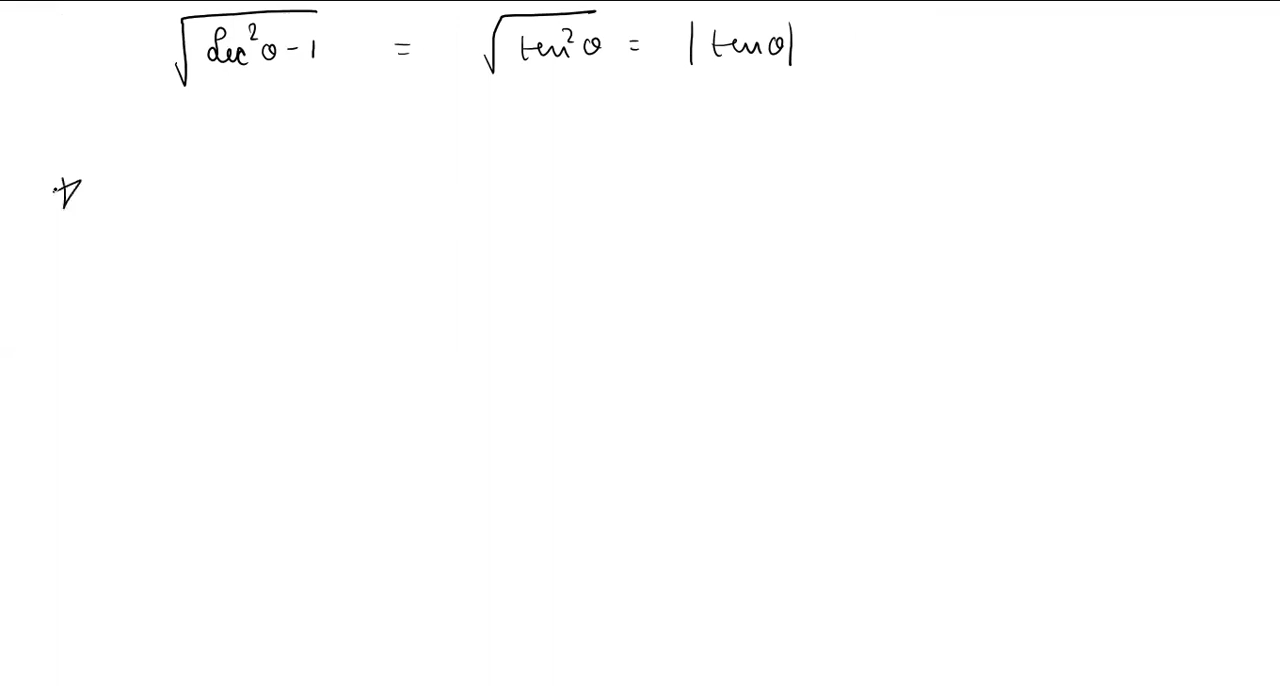 √(sec²θ - 1) = √(tan²θ) = |tanθ|
*